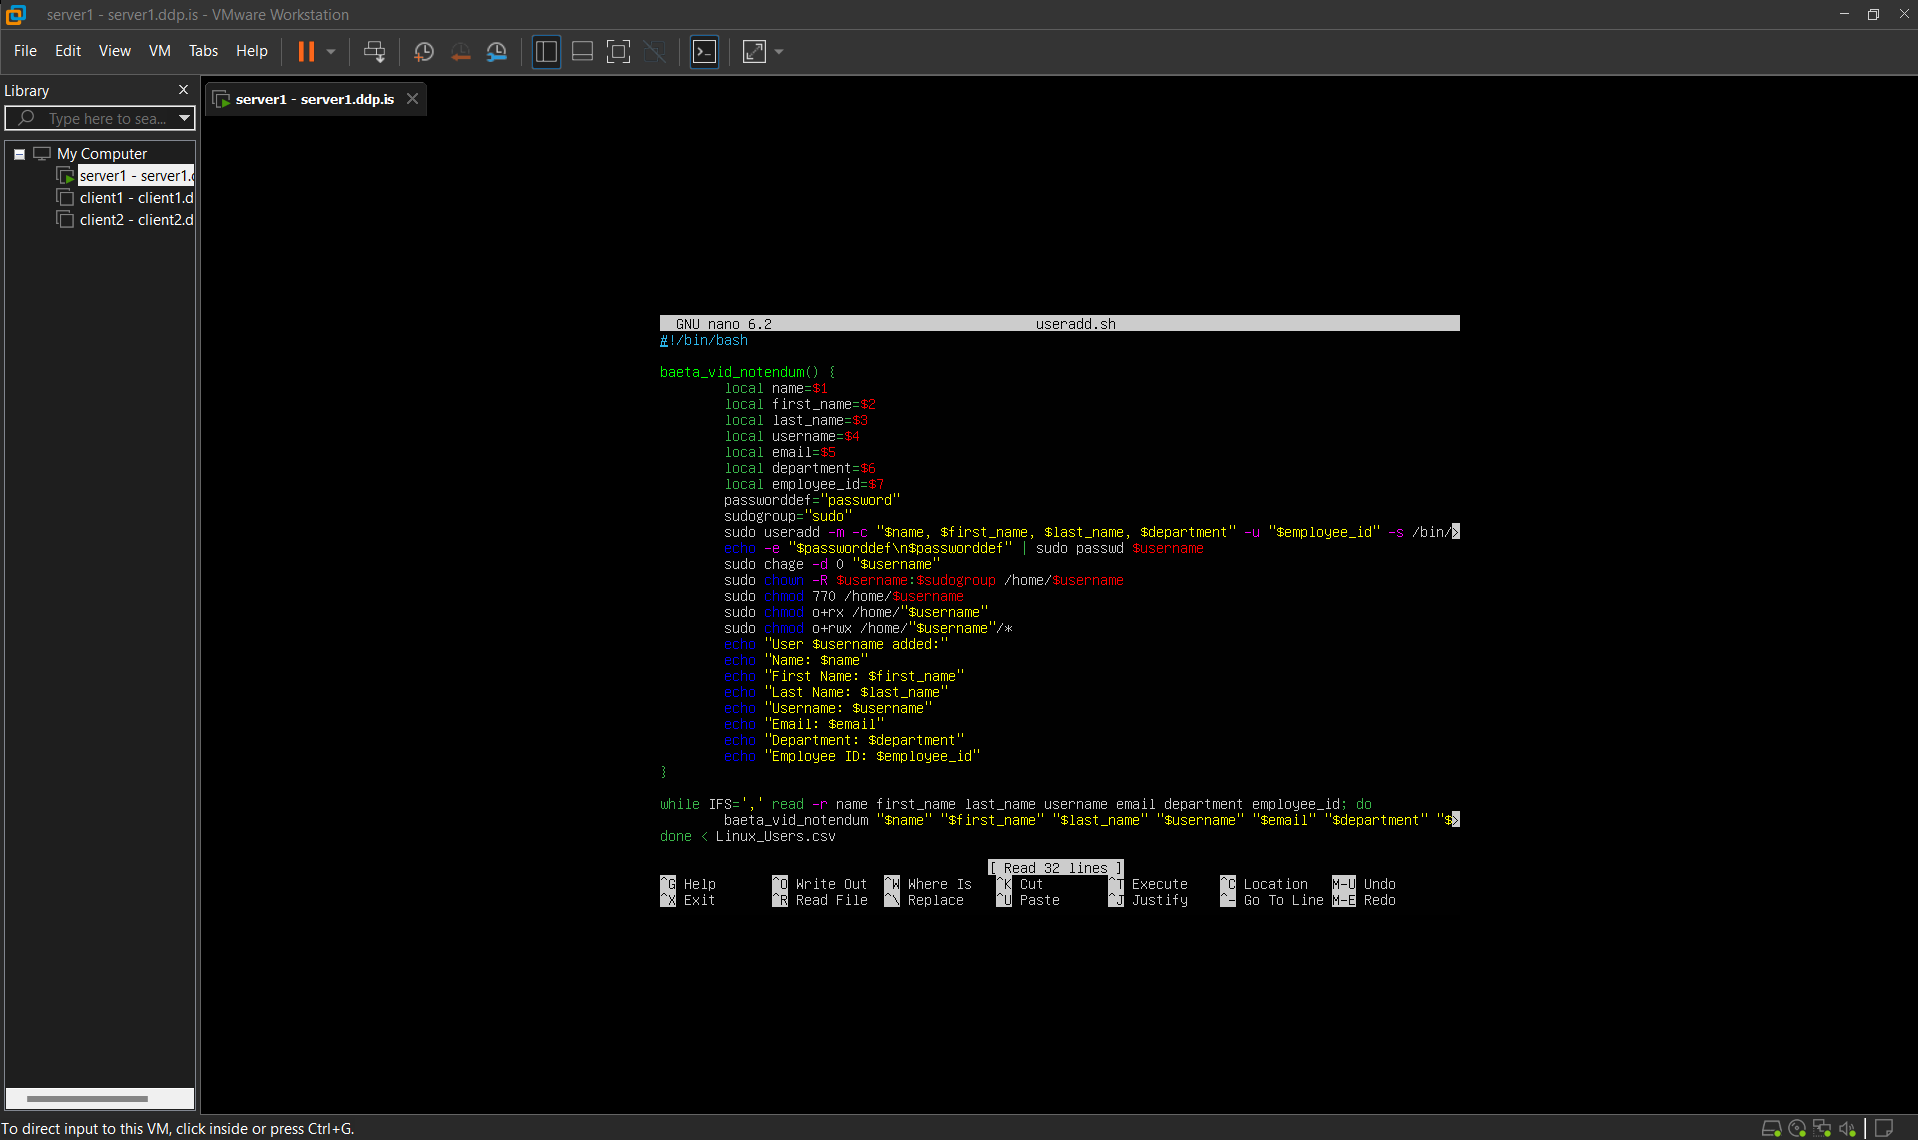 server1 - server1.ddp.is - VMware Workstation
File Edit View VM Tabs Help
Library
server1 - server1.ddp.is
Type here to sea...
My Computer
server1 - server1.
client1 - client1.d
client2 - client2.d
GNU nano 6.2 useradd.sh
#!/bin/bash
baeta_vid_notendum() {
local name=$1
local first_name=$2
local last_name=$3
local username=$4
local email=$5
local department=$6
local employee_id=$7
passworddef="password"
sudogroup="sudo"
sudo useradd -m -c "$name, $first_name, $last_name, $department" -u "$employee_id" -s /bin/>
echo -e "$passworddef\n$passworddef" | sudo passwd $username
sudo chage -d 0 "$username"
sudo chown -R $username:$sudogroup /home/$username
sudo chmod 770 /home/$username
sudo chmod o+rx /home/"$username"
sudo chmod o+rwx /home/"$username"/*
echo "User $username added:"
echo "Name: $name"
echo "First Name: $first_name"
echo "Last Name: $last_name"
echo "Username: $username"
echo "Email: $email"
echo "Department: $department"
echo "Employee ID: $employee_id"
}
while IFS=',' read -r name first_name last_name username email department employee_id; do
baeta_vid_notendum "$name" "$first_name" "$last_name" "$username" "$email" "$department" "$>
done < Linux_Users.csv
[ Read 32 lines ]
^G Help ^O Write Out ^W Where Is ^K Cut ^T Execute ^C Location M-U Undo
^X Exit ^R Read File ^\ Replace ^U Paste ^J Justify ^- Go To Line M-E Redo
To direct input to this VM, click inside or press Ctrl+G.